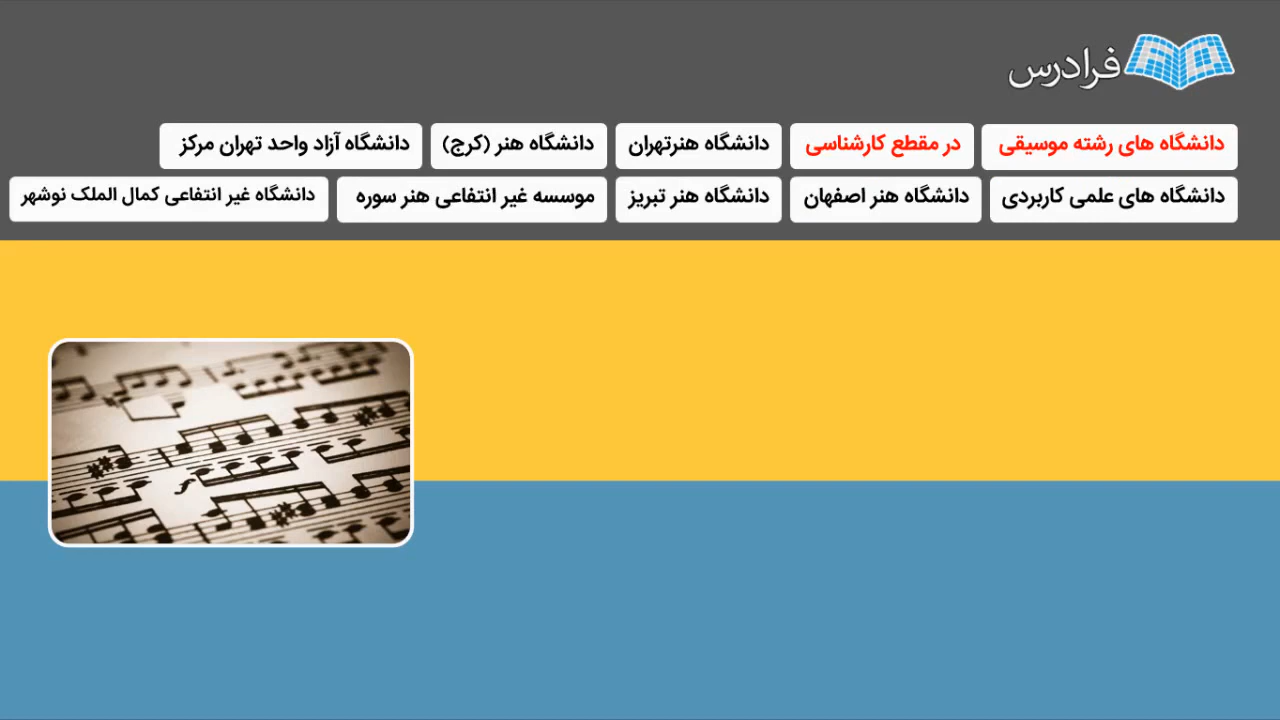 فرادرس
دانشگاه های رشته موسیقی در مقطع کارشناسی دانشگاه هنرتهران دانشگاه هنر (کرج) دانشگاه آزاد واحد تهران مرکز
دانشگاه های علمی کاربردی دانشگاه هنر اصفهان دانشگاه هنر تبریز موسسه غیر انتفاعی هنر سوره دانشگاه غیر انتفاعی کمال الملک نوشهر